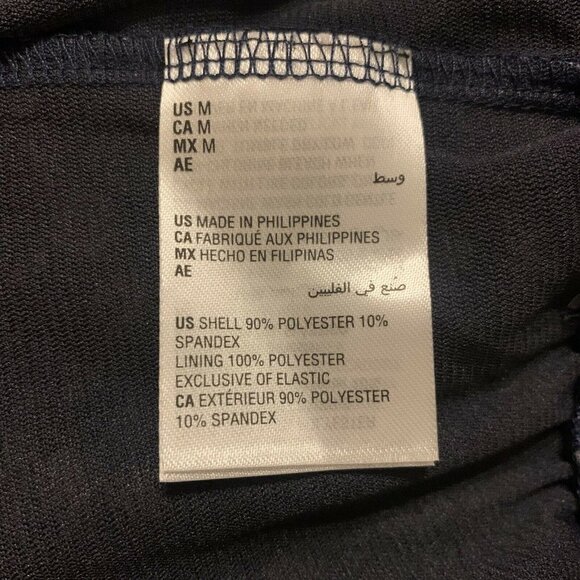 US M
CA M
MX M
AE
وسط
US MADE IN PHILIPPINES
CA FABRIQUÉ AUX PHILIPPINES
MX HECHO EN FILIPINAS
AE
صُنع في الفلبين
US SHELL 90% POLYESTER 10%
SPANDEX
LINING 100% POLYESTER
EXCLUSIVE OF ELASTIC
CA EXTÉRIEUR 90% POLYESTER
10% SPANDEX